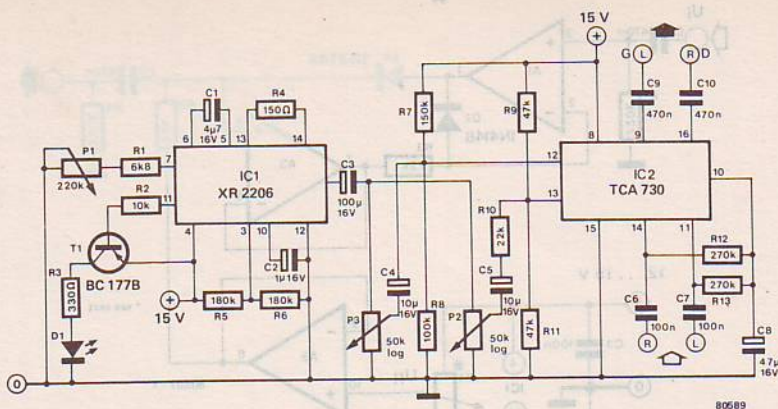 15 V
G L R D
C1
4µ7
16V
R4
150Ω
R7
150k
R9
47k
C9
470n
C10
470n
6 5 13 14
8 9 16
P1
220k
R1
6k8
7
IC1
XR 2206
C3
100µ
16V
12
IC2
TCA 730
10
R2
10k
11
13
T1
BC 177B
4 3 10 12
R10
22k
15 14 11
R12
270k
R3
330Ω
C2
1µ16V
C4
10µ
16V
C5
10µ
16V
270k
R13
15 V
180k
R5
180k
R6
P3
50k
log
R8
100k
P2
50k
log
R11
47k
C6
100n
C7
100n
C8
47µ
16V
D1
R L
0
80589